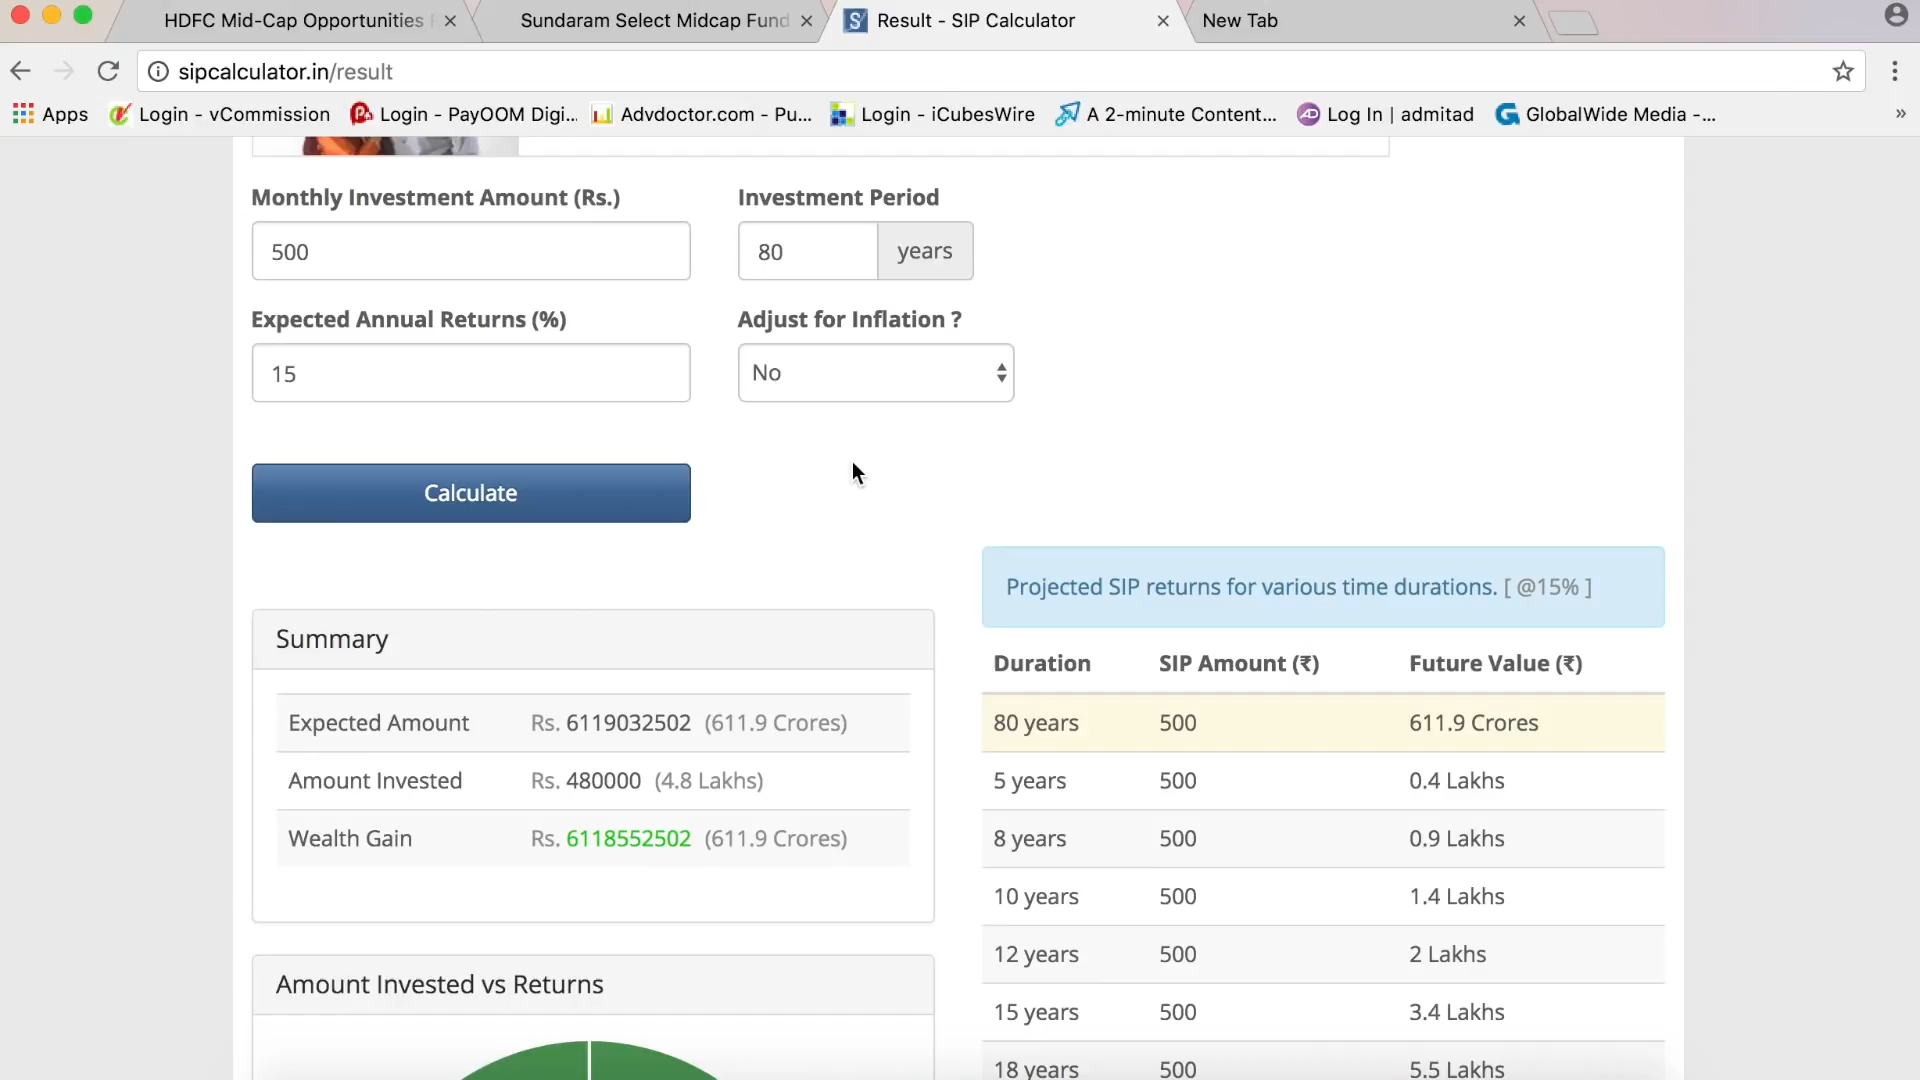 HDFC Mid-Cap Opportunities
Sundaram Select Midcap Fund
Result - SIP Calculator
New Tab
sipcalculator.in/result
Apps
Login - vCommission
Login - PayOOM Digi...
Advdoctor.com - Pu...
Login - iCubesWire
A 2-minute Content...
Log In | admitad
GlobalWide Media -...
»
Monthly Investment Amount (Rs.)
Investment Period
500
80 years
Expected Annual Returns (%)
Adjust for Inflation ?
15
No
Calculate
Summary
Expected Amount Rs. 6119032502 (611.9 Crores)
Amount Invested Rs. 480000 (4.8 Lakhs)
Wealth Gain Rs. 6118552502 (611.9 Crores)
Amount Invested vs Returns
Projected SIP returns for various time durations. [ @15% ]
Duration SIP Amount (₹) Future Value (₹)
80 years 500 611.9 Crores
5 years 500 0.4 Lakhs
8 years 500 0.9 Lakhs
10 years 500 1.4 Lakhs
12 years 500 2 Lakhs
15 years 500 3.4 Lakhs
18 years 500 5.5 Lakhs